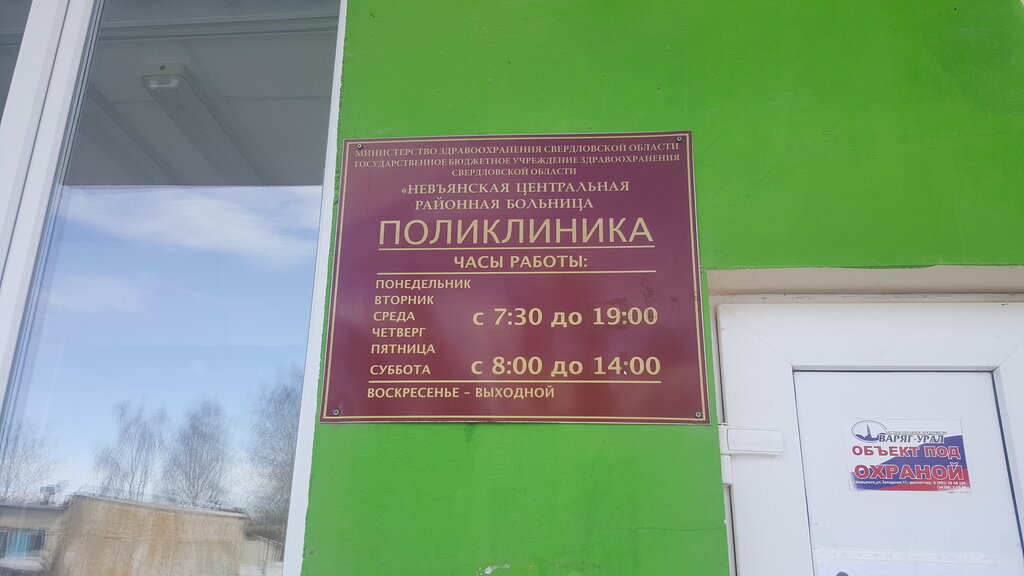 МИНИСТЕРСТВО ЗДРАВООХРАНЕНИЯ СВЕРДЛОВСКОЙ ОБЛАСТИ
ГОСУДАРСТВЕННОЕ БЮДЖЕТНОЕ УЧРЕЖДЕНИЕ ЗДРАВООХРАНЕНИЯ
СВЕРДЛОВСКОЙ ОБЛАСТИ
«НЕВЪЯНСКАЯ ЦЕНТРАЛЬНАЯ
РАЙОННАЯ БОЛЬНИЦА
ПОЛИКЛИНИКА
ЧАСЫ РАБОТЫ:
ПОНЕДЕЛЬНИК
ВТОРНИК
СРЕДА с 7:30 до 19:00
ЧЕТВЕРГ
ПЯТНИЦА
СУББОТА с 8:00 до 14:00
ВОСКРЕСЕНЬЕ - ВЫХОДНОЙ
ВАРЯГ-УРАЛ
ОБЪЕКТ ПОД
ОХРАНОЙ